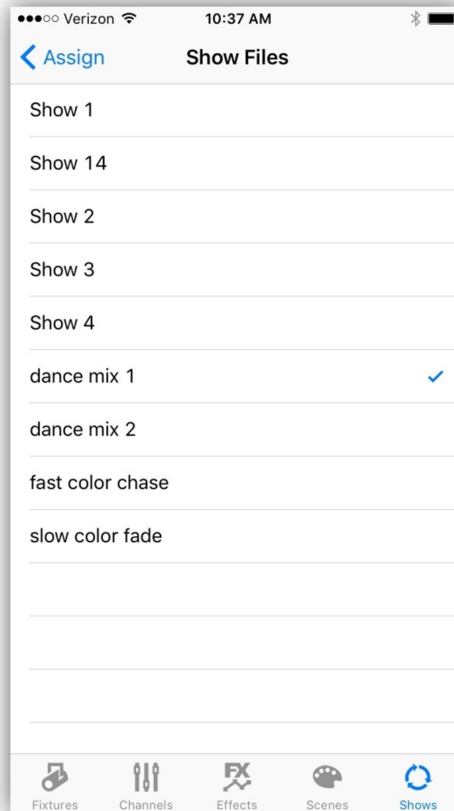 Verizon 10:37 AM
Assign Show Files
Show 1
Show 14
Show 2
Show 3
Show 4
dance mix 1
dance mix 2
fast color chase
slow color fade
FX
Fixtures Channels Effects Scenes Shows